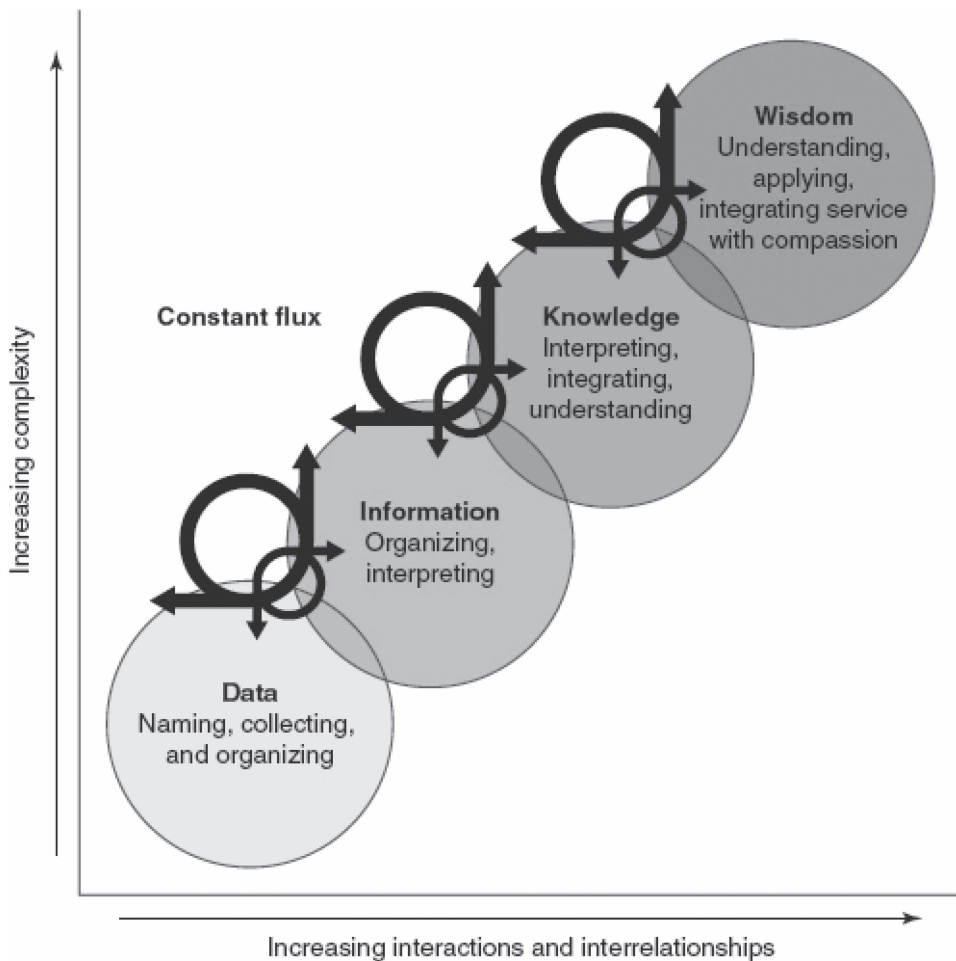 Wisdom
Understanding,
applying,
integrating service
with compassion
Constant flux
Knowledge
Interpreting,
integrating,
understanding
Information
Organizing,
interpreting
Data
Naming, collecting,
and organizing
Increasing complexity
Increasing interactions and interrelationships